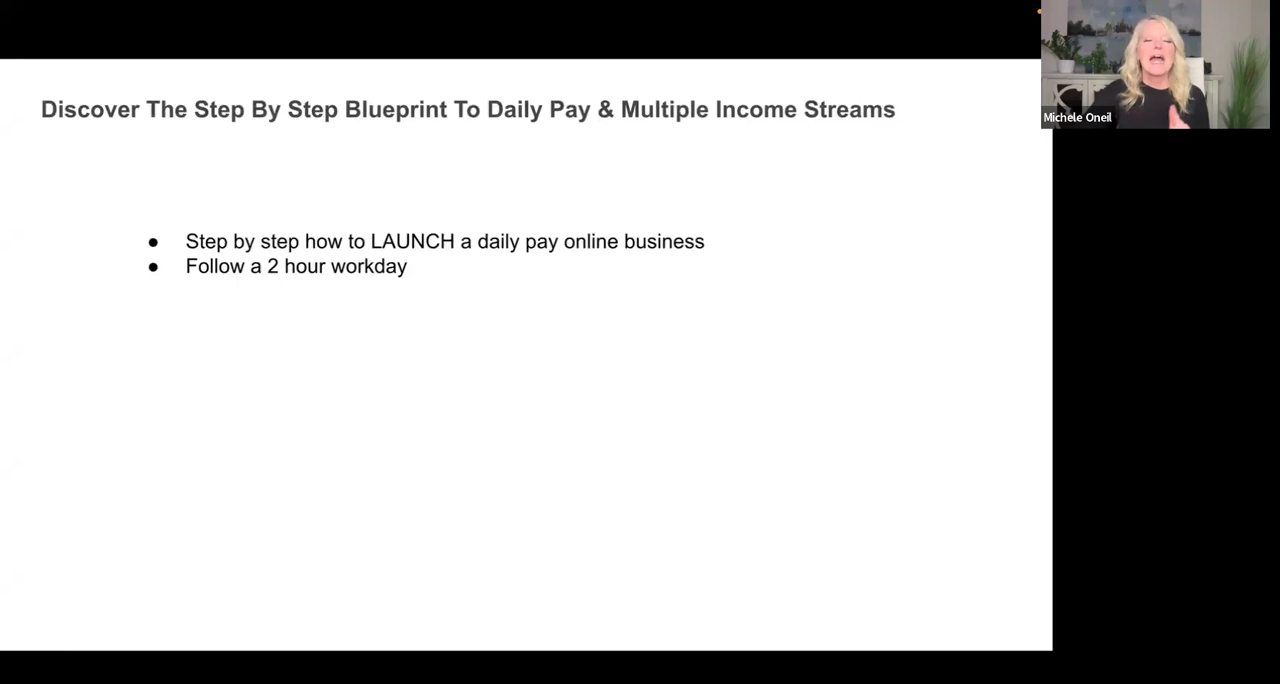 Discover The Step By Step Blueprint To Daily Pay & Multiple Income Streams
Michele Oneil
● Step by step how to LAUNCH a daily pay online business
● Follow a 2 hour workday